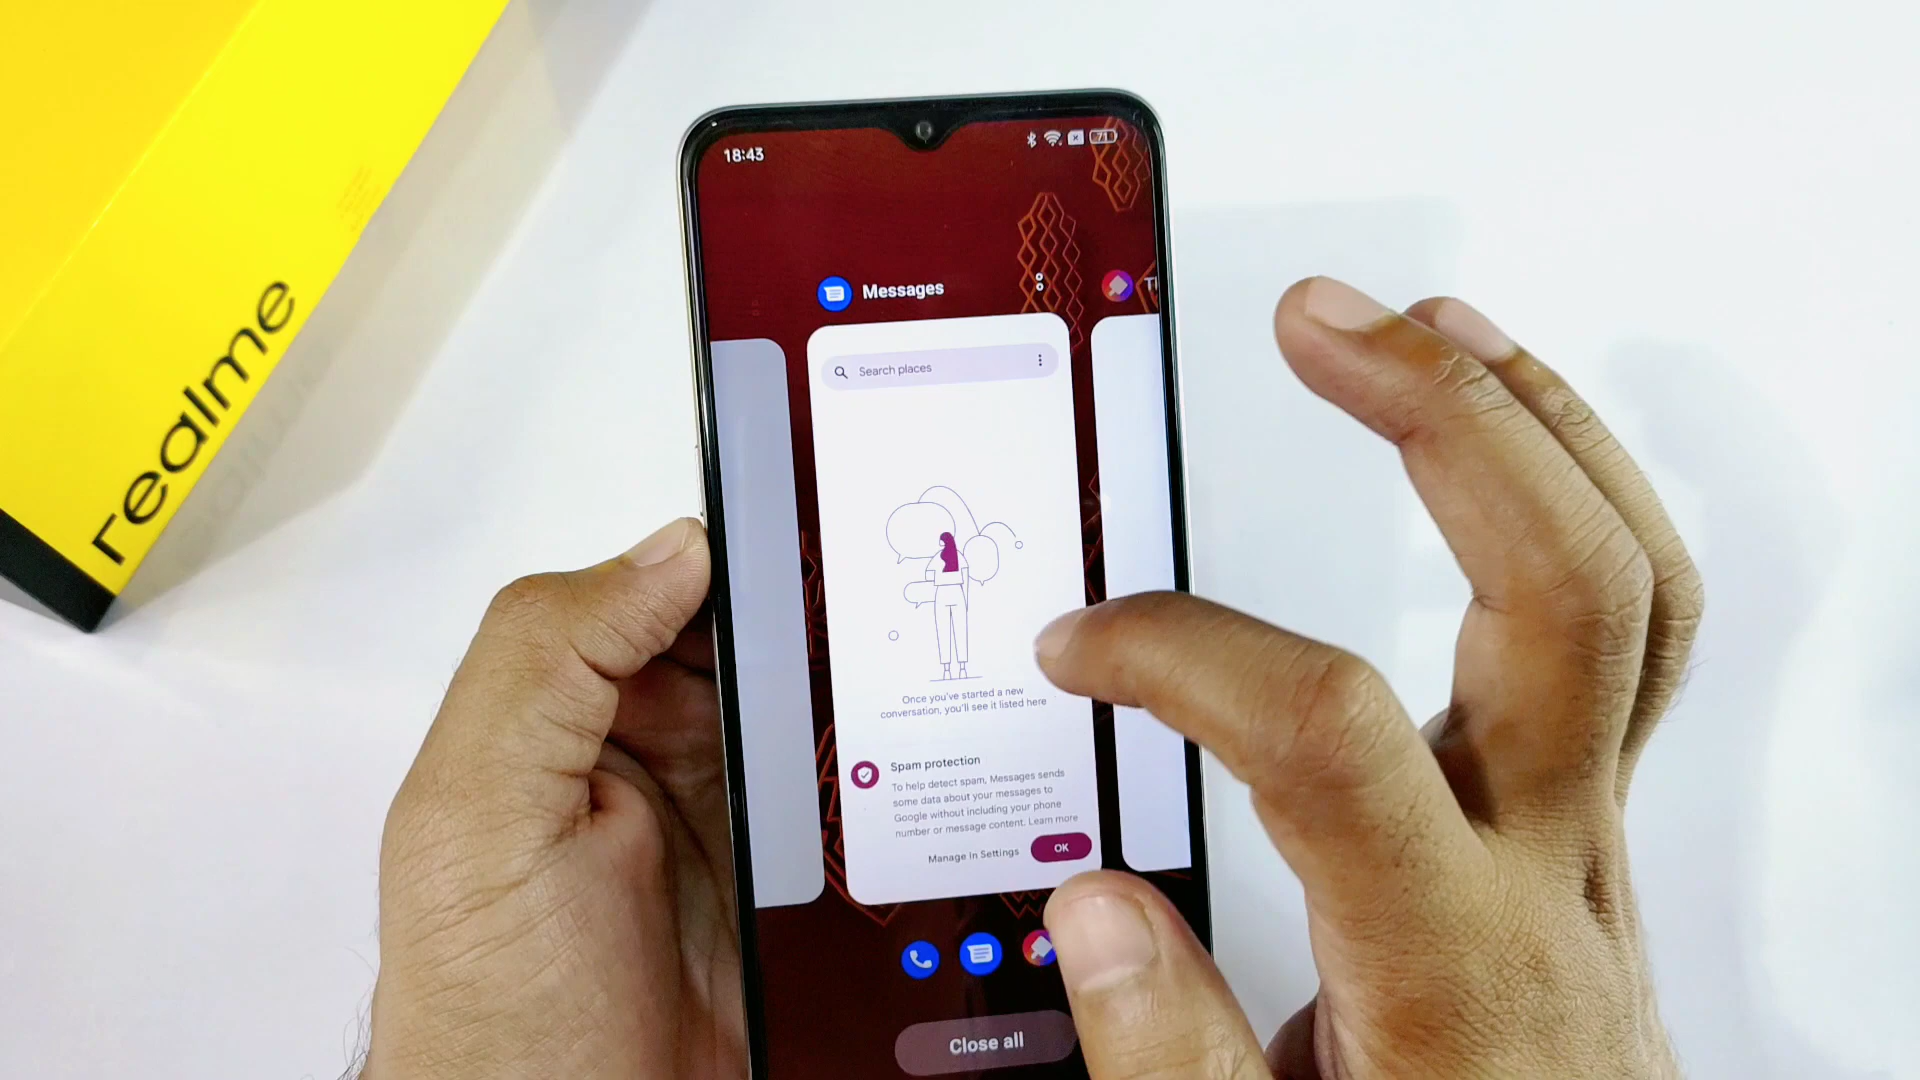 realme
18:43
71
Messages
Search places
Once you've started a new
conversation, you'll see it listed here
Spam protection
To help detect spam, Messages sends
some data about your messages to
Google without including your phone
number or message content. Learn more
Manage in Settings
OK
Close all